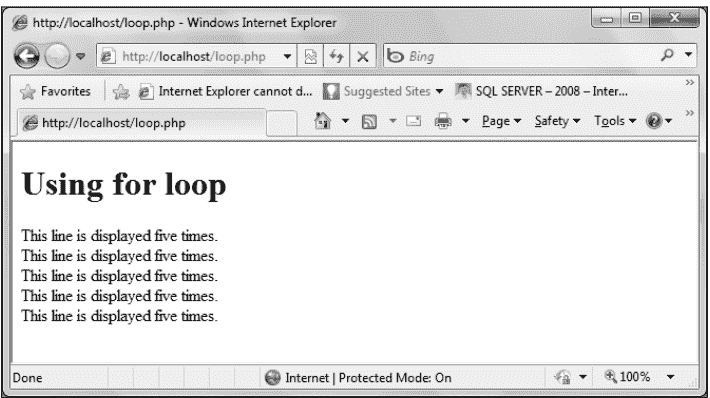 http://localhost/loop.php - Windows Internet Explorer
http://localhost/loop.php
Bing
Favorites
Internet Explorer cannot d...
Suggested Sites
SQL SERVER – 2008 – Inter...
http://localhost/loop.php
Page
Safety
Tools
Using for loop
This line is displayed five times.
This line is displayed five times.
This line is displayed five times.
This line is displayed five times.
This line is displayed five times.
Done
Internet | Protected Mode: On
100%